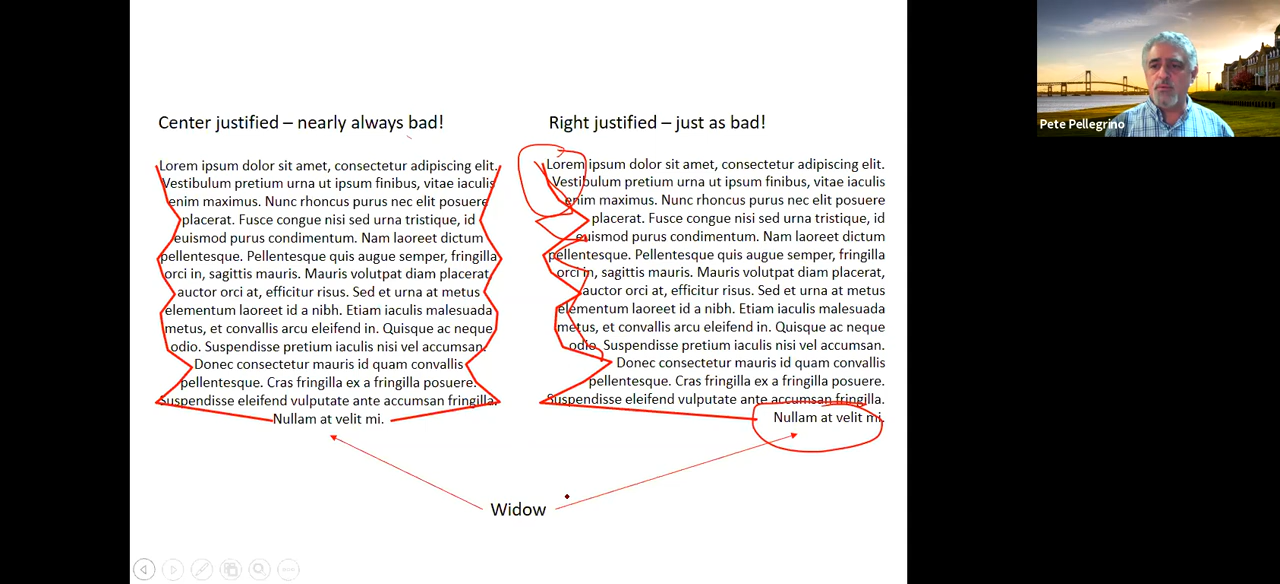 Center justified – nearly always bad!
Lorem ipsum dolor sit amet, consectetur adipiscing elit.
Vestibulum pretium urna ut ipsum finibus, vitae iaculis
enim maximus. Nunc rhoncus purus nec elit posuere
placerat. Fusce congue nisi sed urna tristique, id
euismod purus condimentum. Nam laoreet dictum
pellentesque. Pellentesque quis augue semper, fringilla
orci in, sagittis mauris. Mauris volutpat diam placerat,
auctor orci at, efficitur risus. Sed et urna at metus
elementum laoreet id a nibh. Etiam iaculis malesuada
metus, et convallis arcu eleifend in. Quisque ac neque
odio. Suspendisse pretium iaculis nisi vel accumsan.
Donec consectetur mauris id quam convallis
pellentesque. Cras fringilla ex a fringilla posuere.
Suspendisse eleifend vulputate ante accumsan fringilla.
Nullam at velit mi.
Right justified – just as bad!
Lorem ipsum dolor sit amet, consectetur adipiscing elit.
Vestibulum pretium urna ut ipsum finibus, vitae iaculis
enim maximus. Nunc rhoncus purus nec elit posuere
placerat. Fusce congue nisi sed urna tristique, id
euismod purus condimentum. Nam laoreet dictum
pellentesque. Pellentesque quis augue semper, fringilla
orci in, sagittis mauris. Mauris volutpat diam placerat,
auctor orci at, efficitur risus. Sed et urna at metus
elementum laoreet id a nibh. Etiam iaculis malesuada
metus, et convallis arcu eleifend in. Quisque ac neque
odio. Suspendisse pretium iaculis nisi vel accumsan.
Donec consectetur mauris id quam convallis
pellentesque. Cras fringilla ex a fringilla posuere.
Suspendisse eleifend vulputate ante accumsan fringilla.
Nullam at velit mi.
Widow
Pete Pellegrino